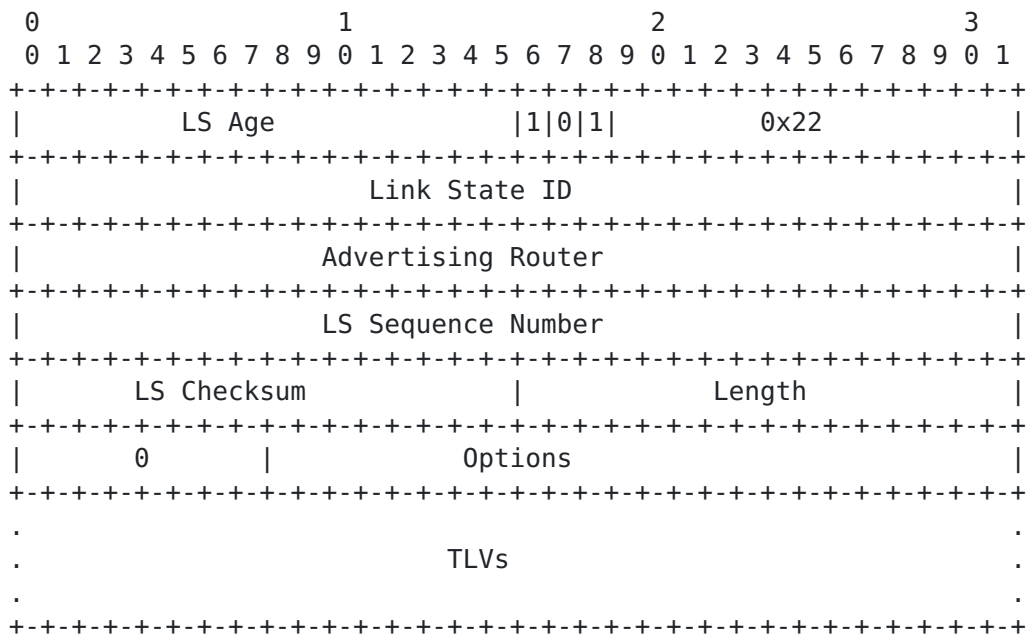 0                   1                   2                   3
 0 1 2 3 4 5 6 7 8 9 0 1 2 3 4 5 6 7 8 9 0 1 2 3 4 5 6 7 8 9 0 1
+-+-+-+-+-+-+-+-+-+-+-+-+-+-+-+-+-+-+-+-+-+-+-+-+-+-+-+-+-+-+-+-+
|          LS Age               |1|0|1|         0x22            |
+-+-+-+-+-+-+-+-+-+-+-+-+-+-+-+-+-+-+-+-+-+-+-+-+-+-+-+-+-+-+-+-+
|                      Link State ID                            |
+-+-+-+-+-+-+-+-+-+-+-+-+-+-+-+-+-+-+-+-+-+-+-+-+-+-+-+-+-+-+-+-+
|                   Advertising Router                          |
+-+-+-+-+-+-+-+-+-+-+-+-+-+-+-+-+-+-+-+-+-+-+-+-+-+-+-+-+-+-+-+-+
|                   LS Sequence Number                          |
+-+-+-+-+-+-+-+-+-+-+-+-+-+-+-+-+-+-+-+-+-+-+-+-+-+-+-+-+-+-+-+-+
|       LS Checksum             |            Length             |
+-+-+-+-+-+-+-+-+-+-+-+-+-+-+-+-+-+-+-+-+-+-+-+-+-+-+-+-+-+-+-+-+
|       0       |            Options                            |
+-+-+-+-+-+-+-+-+-+-+-+-+-+-+-+-+-+-+-+-+-+-+-+-+-+-+-+-+-+-+-+-+
.                                                               .
.                           TLVs                                .
.                                                               .
+-+-+-+-+-+-+-+-+-+-+-+-+-+-+-+-+-+-+-+-+-+-+-+-+-+-+-+-+-+-+-+-+